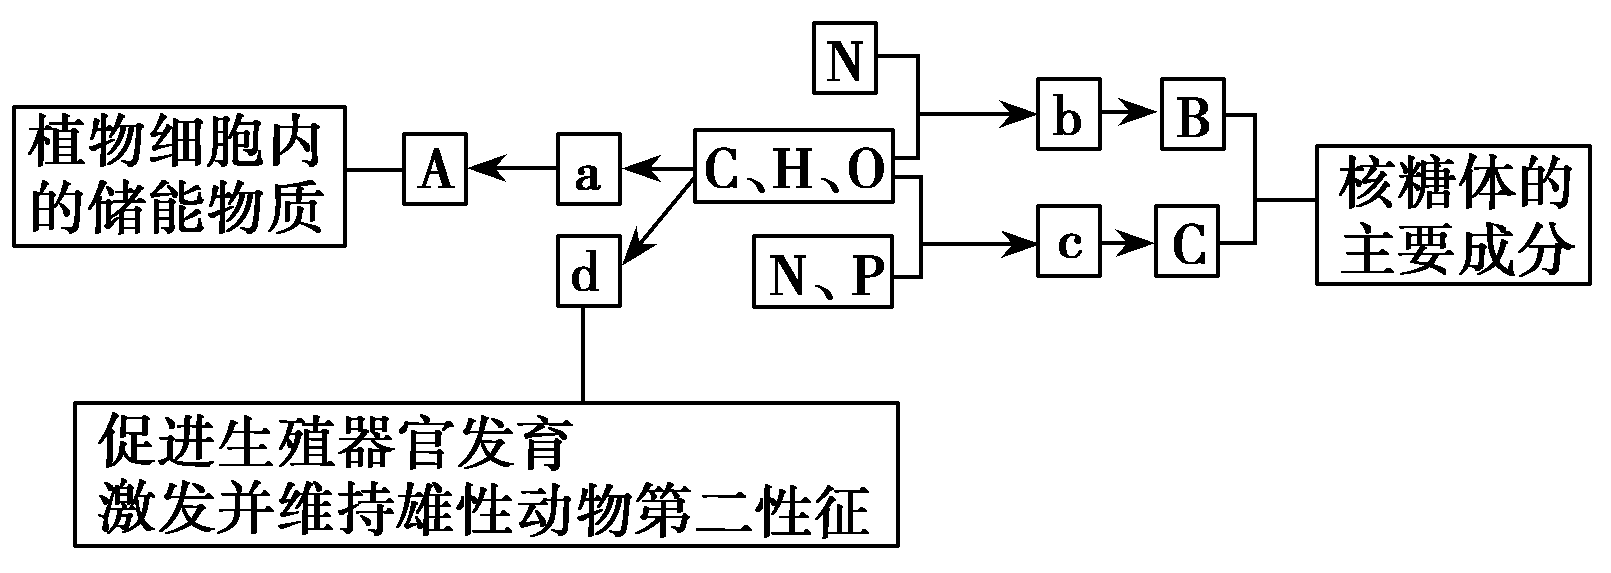 植物细胞内
的储能物质
A
a
C、H、O
N
N、P
b
B
c
C
核糖体的
主要成分
d
促进生殖器官发育
激发并维持雄性动物第二性征